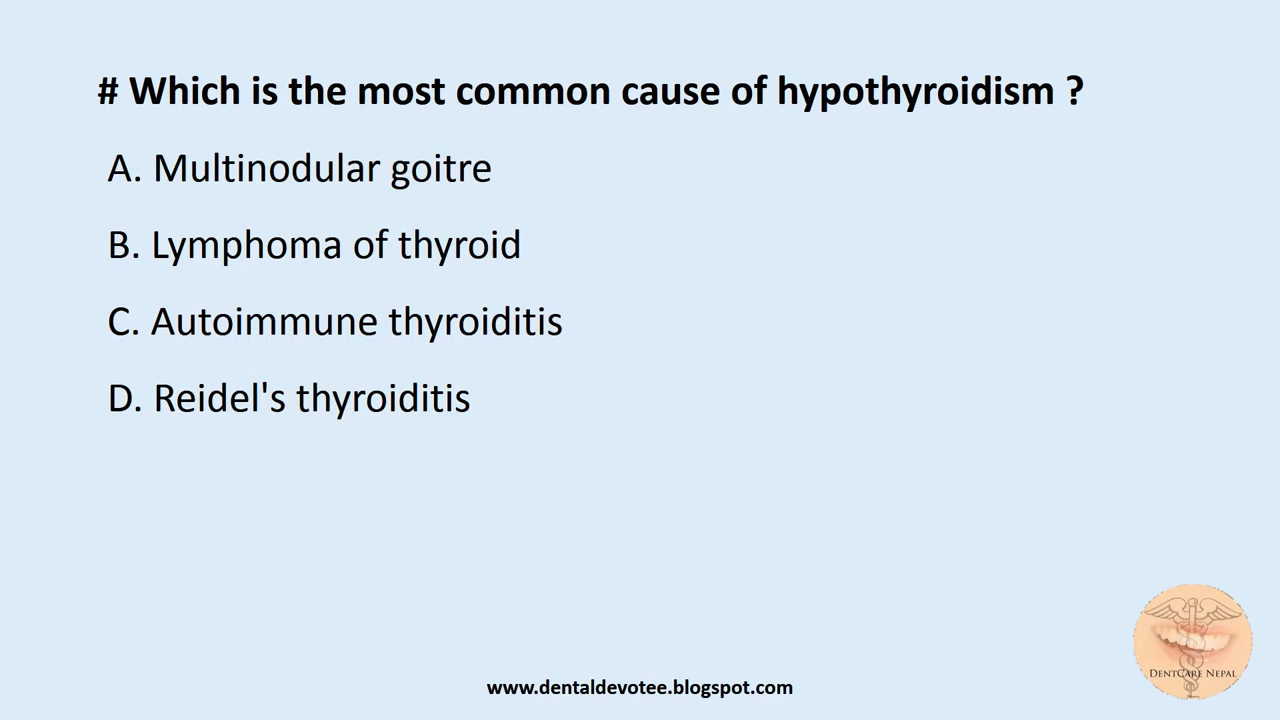 # Which is the most common cause of hypothyroidism ?
A. Multinodular goitre
B. Lymphoma of thyroid
C. Autoimmune thyroiditis
D. Reidel's thyroiditis
DentCare Nepal
www.dentaldevotee.blogspot.com